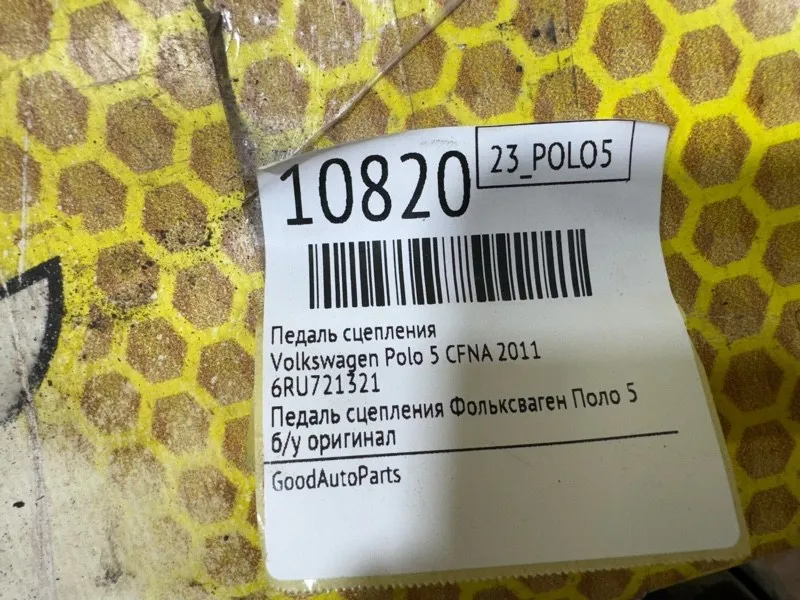 10820
23_POLO5
Педаль сцепления
Volkswagen Polo 5 CFNA 2011
6RU721321
Педаль сцепления Фольксваген Поло 5
б/у оригинал
GoodAutoParts